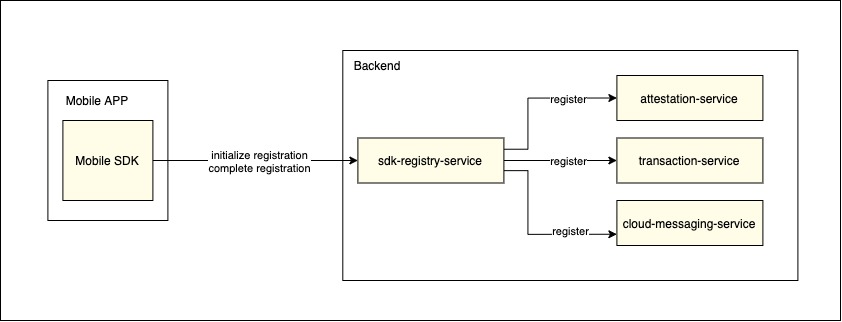 Backend
Mobile APP
Mobile SDK
initialize registration
complete registration
sdk-registry-service
register
attestation-service
register
transaction-service
register
cloud-messaging-service